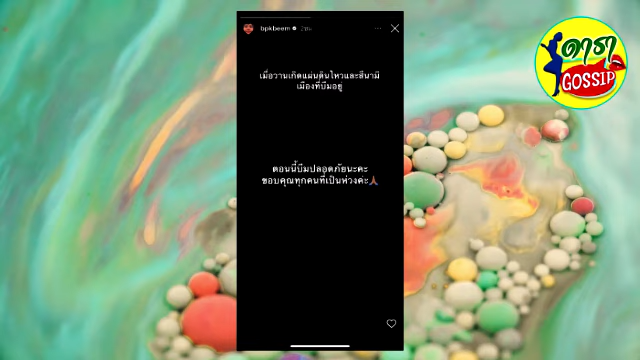 bpkbeem 2ชม
เมื่อวานเกิดแผ่นดินไหวและสึนามิ
เมืองที่บีมอยู่
ตอนนี้บีมปลอดภัยนะคะ
ขอบคุณทุกคนที่เป็นห่วงค่ะ🙏🏽
ดารา
GOSSIP